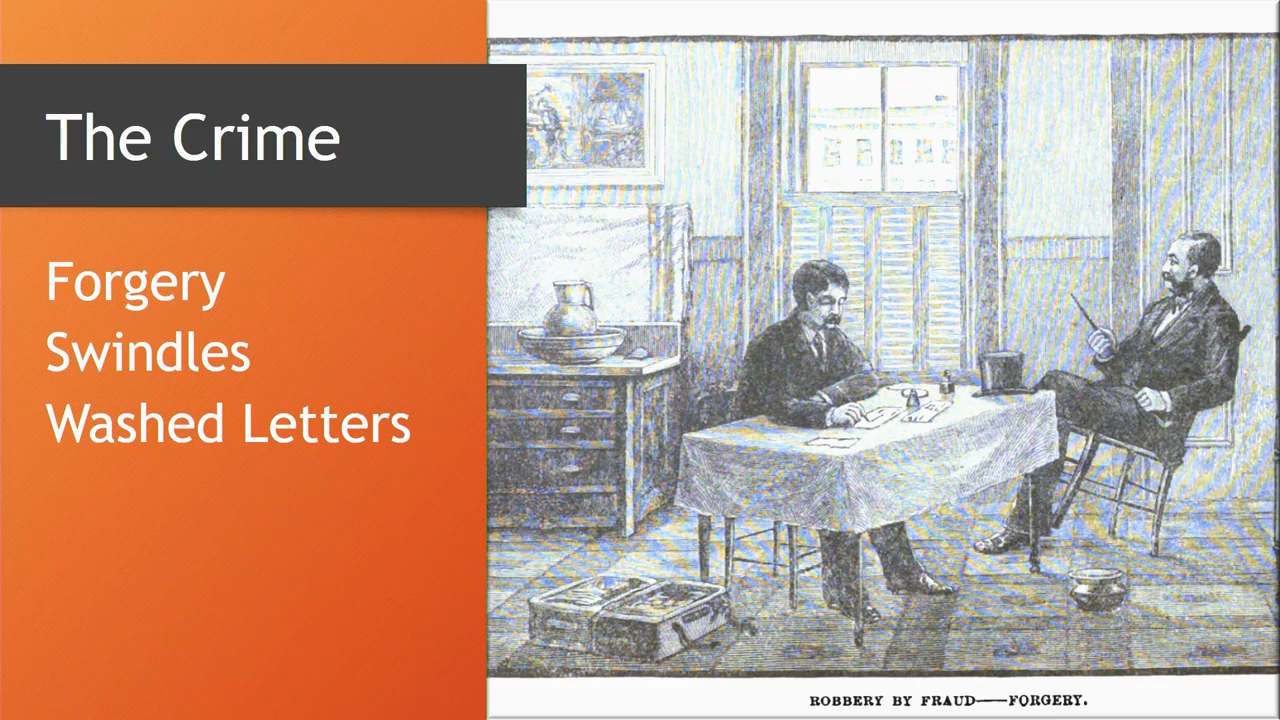 The Crime
Forgery
Swindles
Washed Letters
ROBBERY BY FRAUD——FORGERY.